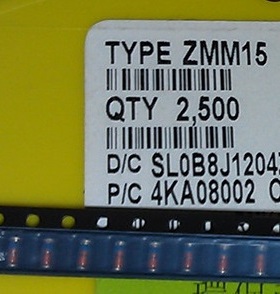 TYPE ZMM15
QTY 2,500
D/C SL0B8J1204
P/C 4KA08002